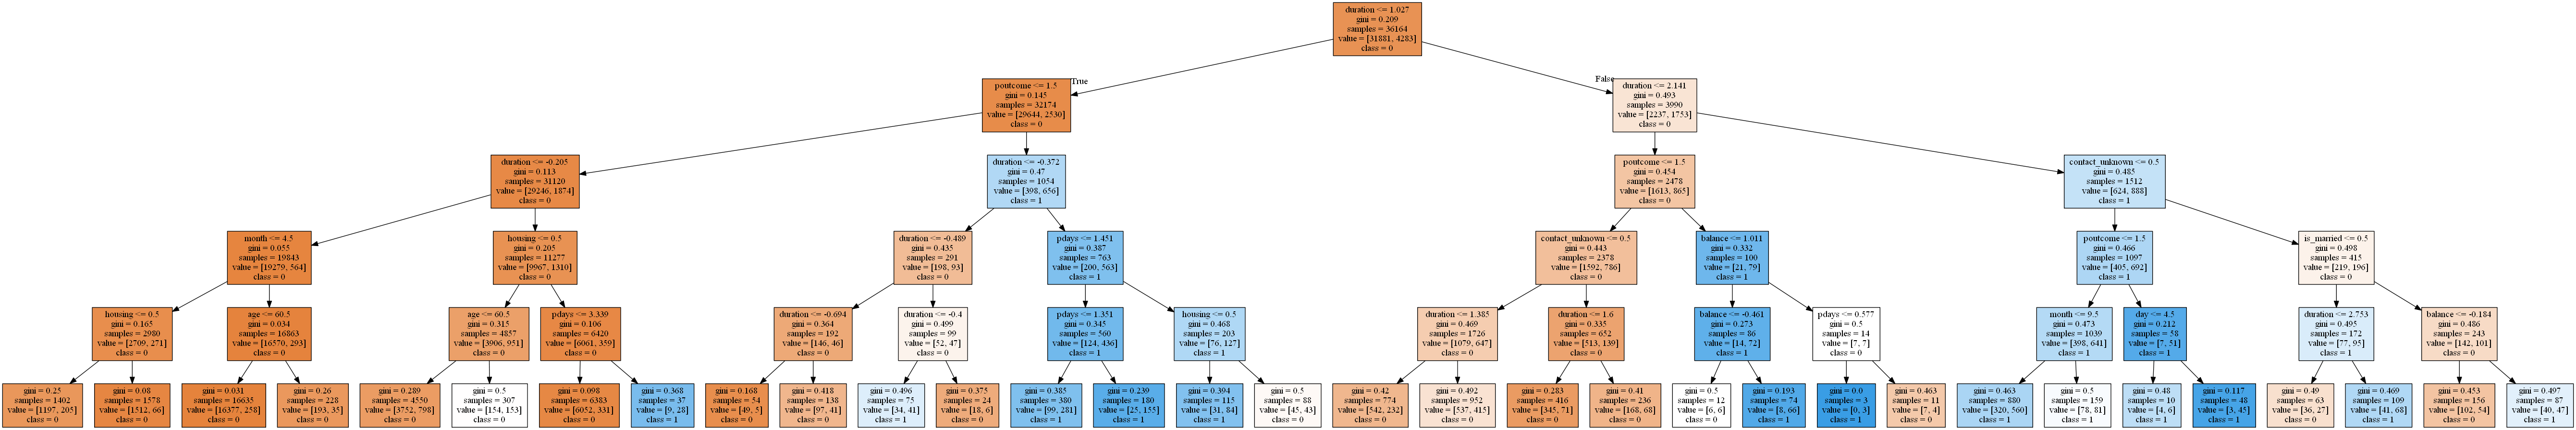 duration <= 1.027
gini = 0.209
samples = 36164
value = [31881, 4283]
class = 0
True
False
poutcome <= 1.5
gini = 0.145
samples = 32174
value = [29644, 2530]
class = 0
duration <= 2.141
gini = 0.493
samples = 3990
value = [2237, 1753]
class = 0
duration <= -0.205
gini = 0.113
samples = 31120
value = [29246, 1874]
class = 0
duration <= -0.372
gini = 0.47
samples = 1054
value = [398, 656]
class = 1
poutcome <= 1.5
gini = 0.454
samples = 2478
value = [1613, 865]
class = 0
contact_unknown <= 0.5
gini = 0.485
samples = 1512
value = [624, 888]
class = 1
month <= 4.5
gini = 0.055
samples = 19843
value = [19279, 564]
class = 0
housing <= 0.5
gini = 0.205
samples = 11277
value = [9967, 1310]
class = 0
duration <= -0.489
gini = 0.435
samples = 291
value = [198, 93]
class = 0
pdays <= 1.451
gini = 0.387
samples = 763
value = [200, 563]
class = 1
contact_unknown <= 0.5
gini = 0.443
samples = 2378
value = [1592, 786]
class = 0
balance <= 1.011
gini = 0.332
samples = 100
value = [21, 79]
class = 1
poutcome <= 1.5
gini = 0.466
samples = 1097
value = [405, 692]
class = 1
is_married <= 0.5
gini = 0.498
samples = 415
value = [219, 196]
class = 0
housing <= 0.5
gini = 0.165
samples = 2980
value = [2709, 271]
class = 0
age <= 60.5
gini = 0.034
samples = 16863
value = [16570, 293]
class = 0
age <= 60.5
gini = 0.315
samples = 4857
value = [3906, 951]
class = 0
pdays <= 3.339
gini = 0.106
samples = 6420
value = [6061, 359]
class = 0
duration <= -0.694
gini = 0.364
samples = 192
value = [146, 46]
class = 0
duration <= -0.4
gini = 0.499
samples = 99
value = [52, 47]
class = 0
pdays <= 1.351
gini = 0.345
samples = 560
value = [124, 436]
class = 1
housing <= 0.5
gini = 0.468
samples = 203
value = [76, 127]
class = 1
duration <= 1.385
gini = 0.469
samples = 1726
value = [1079, 647]
class = 0
duration <= 1.6
gini = 0.335
samples = 652
value = [513, 139]
class = 0
balance <= -0.461
gini = 0.273
samples = 86
value = [14, 72]
class = 1
pdays <= 0.577
gini = 0.5
samples = 14
value = [7, 7]
class = 0
month <= 9.5
gini = 0.473
samples = 1039
value = [398, 641]
class = 1
day <= 4.5
gini = 0.212
samples = 58
value = [7, 51]
class = 1
duration <= 2.753
gini = 0.495
samples = 172
value = [77, 95]
class = 1
balance <= -0.184
gini = 0.486
samples = 243
value = [142, 101]
class = 0
gini = 0.25
samples = 1402
value = [1197, 205]
class = 0
gini = 0.08
samples = 1578
value = [1512, 66]
class = 0
gini = 0.031
samples = 16635
value = [16377, 258]
class = 0
gini = 0.26
samples = 228
value = [193, 35]
class = 0
gini = 0.289
samples = 4550
value = [3752, 798]
class = 0
gini = 0.5
samples = 307
value = [154, 153]
class = 0
gini = 0.098
samples = 6383
value = [6052, 331]
class = 0
gini = 0.368
samples = 37
value = [9, 28]
class = 1
gini = 0.168
samples = 54
value = [49, 5]
class = 0
gini = 0.418
samples = 138
value = [97, 41]
class = 0
gini = 0.496
samples = 75
value = [34, 41]
class = 1
gini = 0.375
samples = 24
value = [18, 6]
class = 0
gini = 0.385
samples = 380
value = [99, 281]
class = 1
gini = 0.239
samples = 180
value = [25, 155]
class = 1
gini = 0.394
samples = 115
value = [31, 84]
class = 1
gini = 0.5
samples = 88
value = [45, 43]
class = 0
gini = 0.42
samples = 774
value = [542, 232]
class = 0
gini = 0.492
samples = 952
value = [537, 415]
class = 0
gini = 0.283
samples = 416
value = [345, 71]
class = 0
gini = 0.41
samples = 236
value = [168, 68]
class = 0
gini = 0.5
samples = 12
value = [6, 6]
class = 0
gini = 0.193
samples = 74
value = [8, 66]
class = 1
gini = 0.0
samples = 3
value = [0, 3]
class = 1
gini = 0.463
samples = 11
value = [7, 4]
class = 0
gini = 0.463
samples = 880
value = [320, 560]
class = 1
gini = 0.5
samples = 159
value = [78, 81]
class = 1
gini = 0.48
samples = 10
value = [4, 6]
class = 1
gini = 0.117
samples = 48
value = [3, 45]
class = 1
gini = 0.49
samples = 63
value = [36, 27]
class = 0
gini = 0.469
samples = 109
value = [41, 68]
class = 1
gini = 0.453
samples = 156
value = [102, 54]
class = 0
gini = 0.497
samples = 87
value = [40, 47]
class = 1